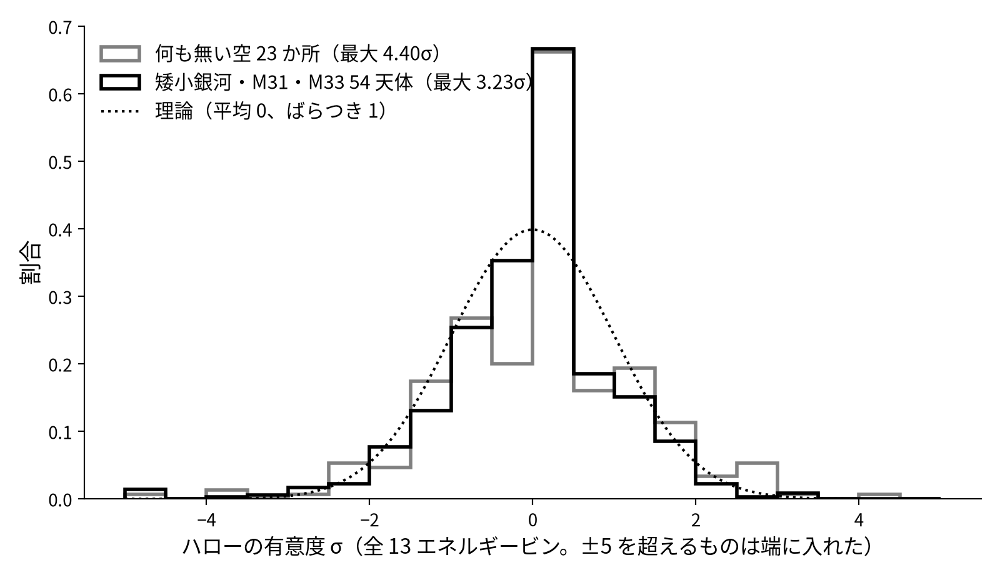 0.7
0.6
0.5
0.4
0.3
0.2
0.1
0.0
割合
何も無い空 23 か所（最大 4.40σ）
矮小銀河・M31・M33 54 天体（最大 3.23σ）
理論（平均 0、ばらつき 1）
−4 −2 0 2 4
ハローの有意度 σ（全 13 エネルギービン。±5 を超えるものは端に入れた）